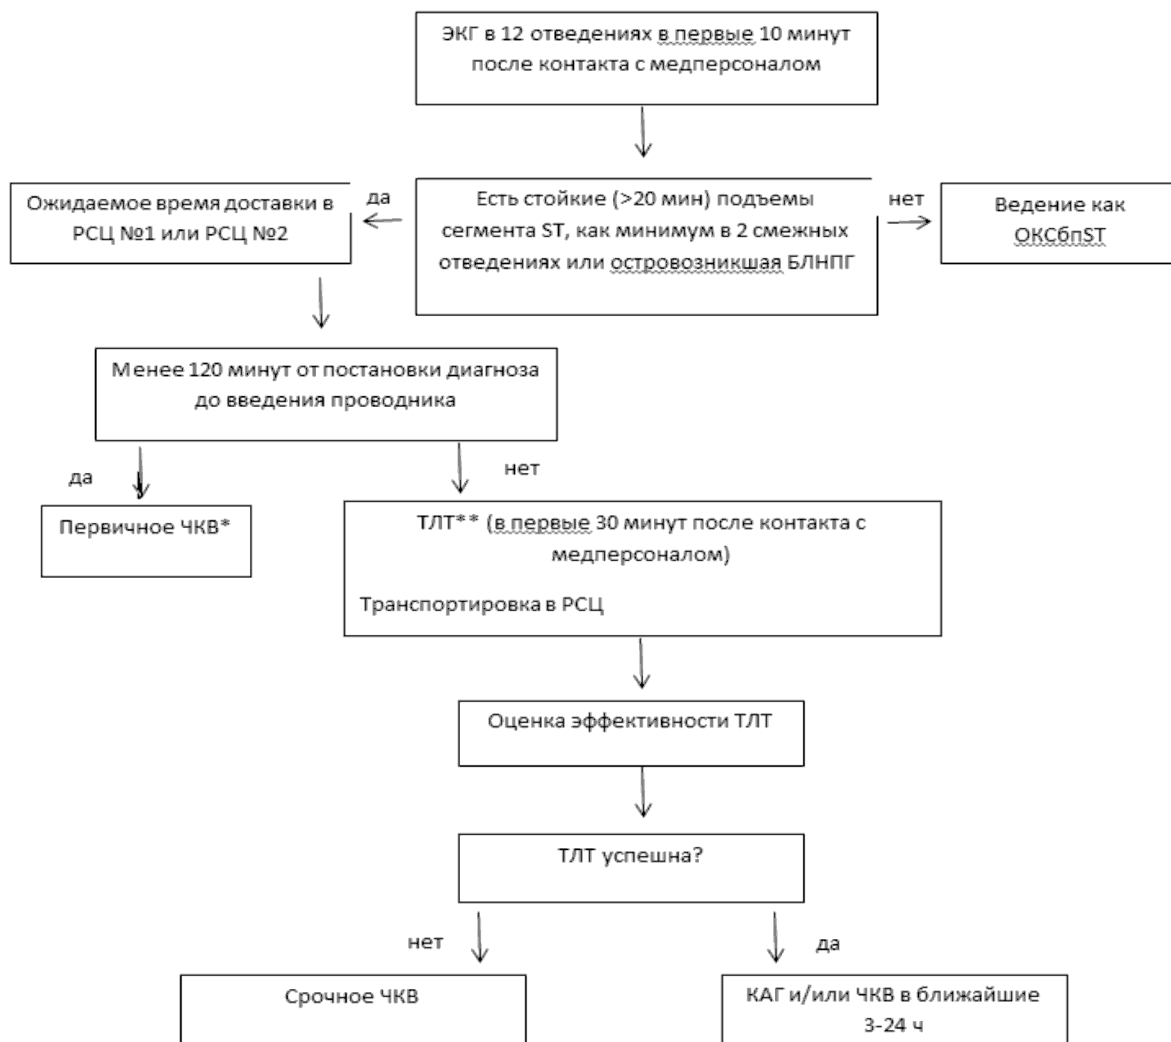 ЭКГ в 12 отведениях в первые 10 минут
после контакта с медперсоналом
Ожидаемое время доставки в
РСЦ №1 или РСЦ №2
да
Есть стойкие (>20 мин) подъемы
сегмента ST, как минимум в 2 смежных
отведениях или островозникшая БЛНПГ
нет
Ведение как
ОКСбпST
Менее 120 минут от постановки диагноза
до введения проводника
да
нет
Первичное ЧКВ*
ТЛТ** (в первые 30 минут после контакта с
медперсоналом)
Транспортировка в РСЦ
Оценка эффективности ТЛТ
ТЛТ успешна?
нет
да
Срочное ЧКВ
КАГ и/или ЧКВ в ближайшие
3-24 ч